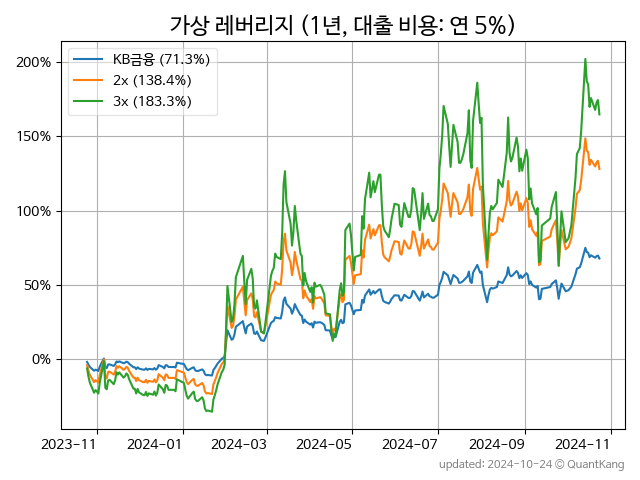 가상 레버리지 (1년, 대출 비용: 연 5%)
KB금융 (71.3%)
2x (138.4%)
3x (183.3%)
200%
150%
100%
50%
0%
2023-11 2024-01 2024-03 2024-05 2024-07 2024-09 2024-11
updated: 2024-10-24 © QuantKang